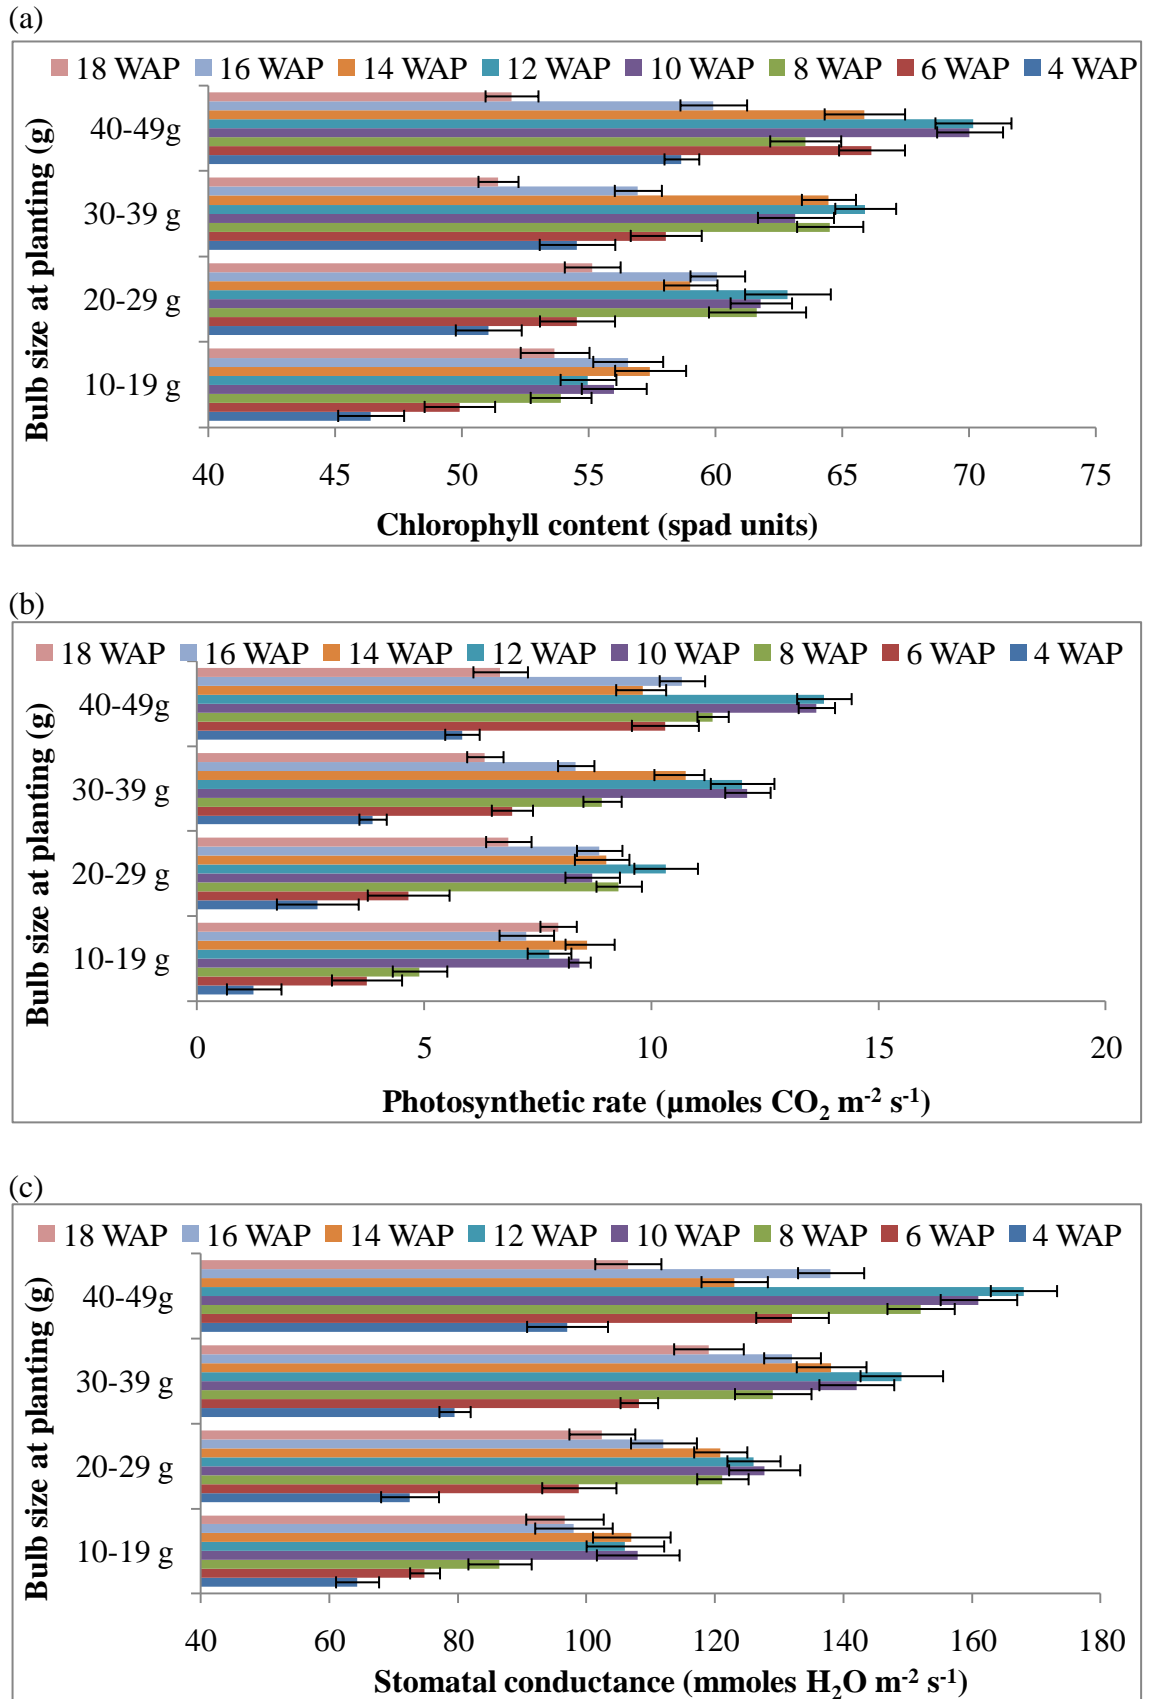 (a)
18 WAP 16 WAP 14 WAP 12 WAP 10 WAP 8 WAP 6 WAP 4 WAP
Bulb size at planting (g)
40-49g
30-39 g
20-29 g
10-19 g
40 45 50 55 60 65 70 75
Chlorophyll content (spad units)
(b)
18 WAP 16 WAP 14 WAP 12 WAP 10 WAP 8 WAP 6 WAP 4 WAP
Bulb size at planting (g)
40-49g
30-39 g
20-29 g
10-19 g
0 5 10 15 20
Photosynthetic rate (µmoles CO₂ m⁻² s⁻¹)
(c)
18 WAP 16 WAP 14 WAP 12 WAP 10 WAP 8 WAP 6 WAP 4 WAP
Bulb size at planting (g)
40-49g
30-39 g
20-29 g
10-19 g
40 60 80 100 120 140 160 180
Stomatal conductance (mmoles H₂O m⁻² s⁻¹)